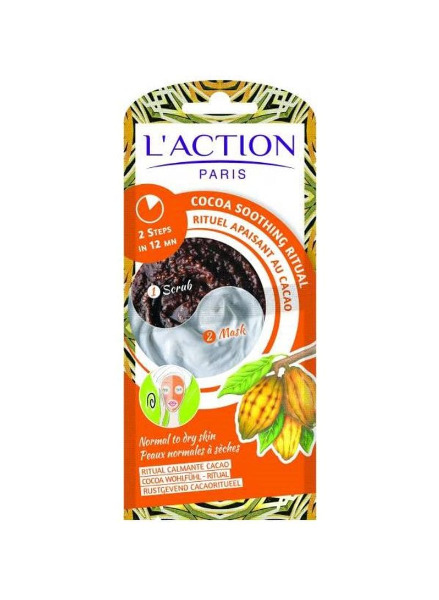 L'ACTION
PARIS
COCOA SOOTHING RITUAL
RITUEL APAISANT AU CACAO
2 STEPS
IN 12 MN
1 Scrub
2 Mask
Normal to dry skin
Peaux normales à sèches
RITUAL CALMANTE CACAO
COCOA WOHLFÜHL - RITUAL
RUSTGEVEND CACAORITUEEL